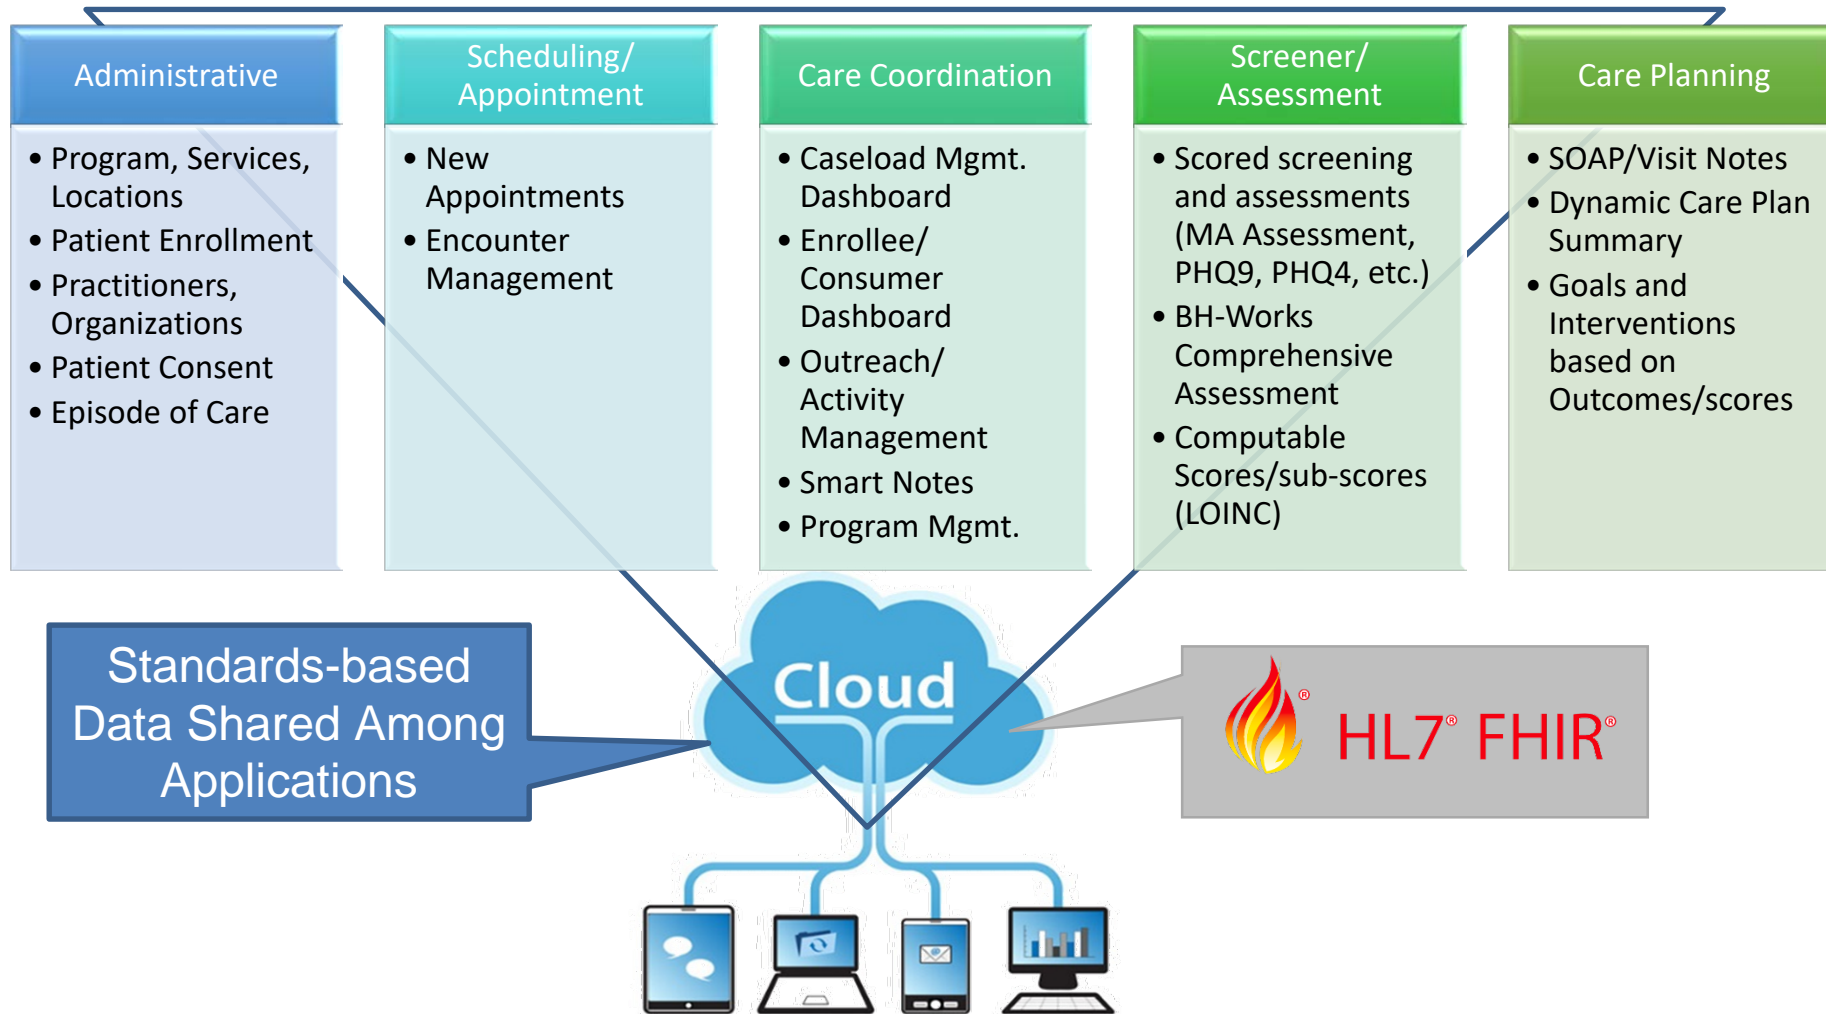 Administrative
• Program, Services,
Locations
• Patient Enrollment
• Practitioners,
Organizations
• Patient Consent
• Episode of Care
Scheduling/
Appointment
• New
Appointments
• Encounter
Management
Care Coordination
• Caseload Mgmt.
Dashboard
• Enrollee/
Consumer
Dashboard
• Outreach/
Activity
Management
• Smart Notes
• Program Mgmt.
Screener/
Assessment
• Scored screening
and assessments
(MA Assessment,
PHQ9, PHQ4, etc.)
• BH-Works
Comprehensive
Assessment
• Computable
Scores/sub-scores
(LOINC)
Care Planning
• SOAP/Visit Notes
• Dynamic Care Plan
Summary
• Goals and
Interventions
based on
Outcomes/scores
Standards-based
Data Shared Among
Applications
Cloud
® HL7® FHIR®